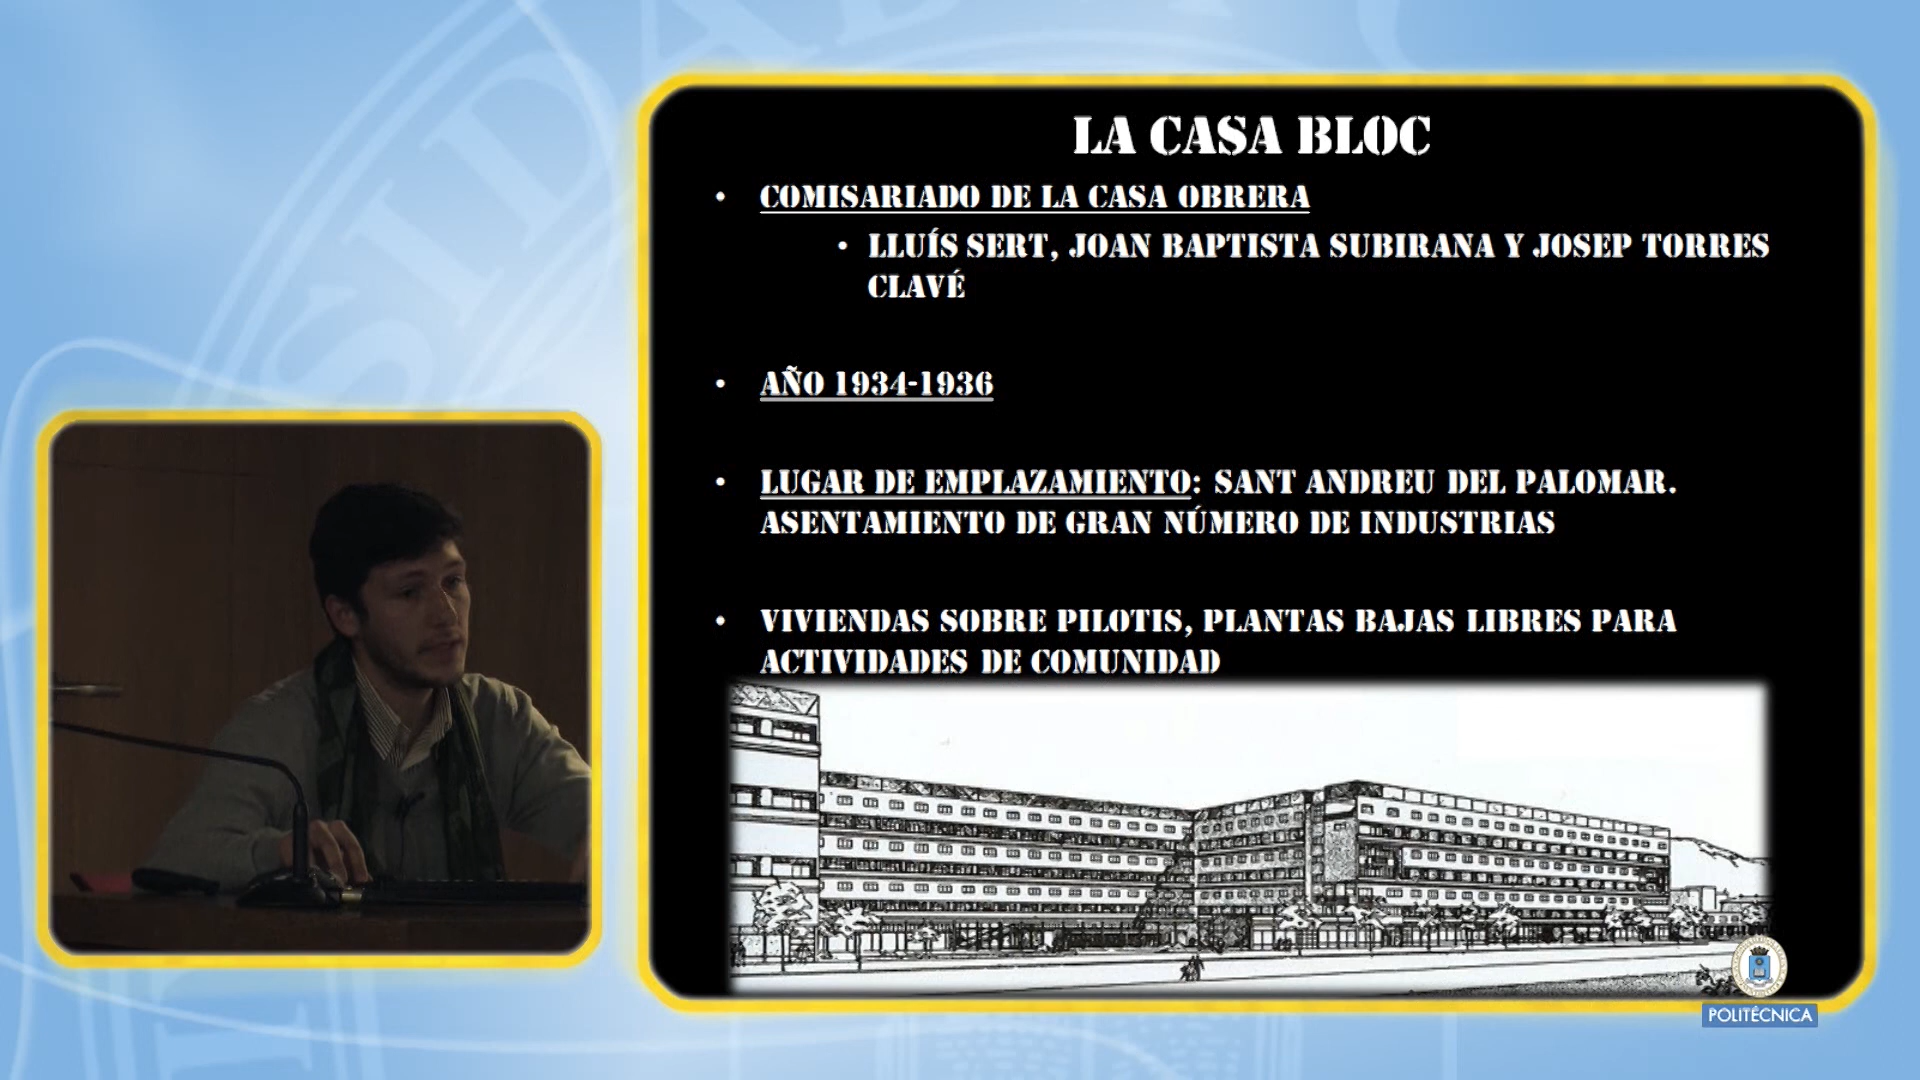 LA CASA BLOC
• COMISARIADO DE LA CASA OBRERA
• LLUÍS SERT, JOAN BAPTISTA SUBIRANA Y JOSEP TORRES
CLAVÉ
• AÑO 1934-1936
• LUGAR DE EMPLAZAMIENTO: SANT ANDREU DEL PALOMAR.
ASENTAMIENTO DE GRAN NÚMERO DE INDUSTRIAS
• VIVIENDAS SOBRE PILOTIS, PLANTAS BAJAS LIBRES PARA
ACTIVIDADES DE COMUNIDAD
POLITÉCNICA